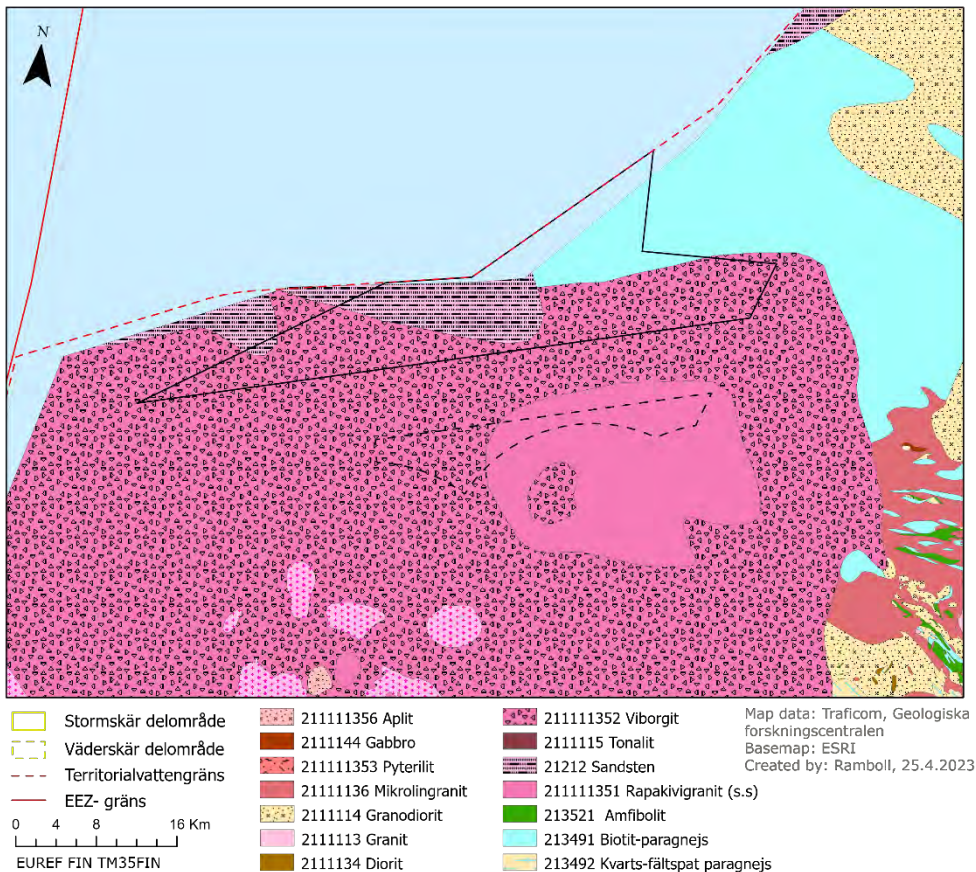 N
Stormskär delområde
Väderskär delområde
Territorialvattengräns
EEZ- gräns
0 4 8 16 Km
EUREF FIN TM35FIN
211111356 Aplit
2111144 Gabbro
211111353 Pyterilit
21111136 Mikrolingranit
2111114 Granodiorit
2111113 Granit
2111134 Diorit
211111352 Viborgit
2111115 Tonalit
21212 Sandsten
211111351 Rapakivigranit (s.s)
213521 Amfibolit
213491 Biotit-paragnejs
213492 Kvarts-fältspat paragnejs
Map data: Traficom, Geologiska
forskningscentralen
Basemap: ESRI
Created by: Ramboll, 25.4.2023